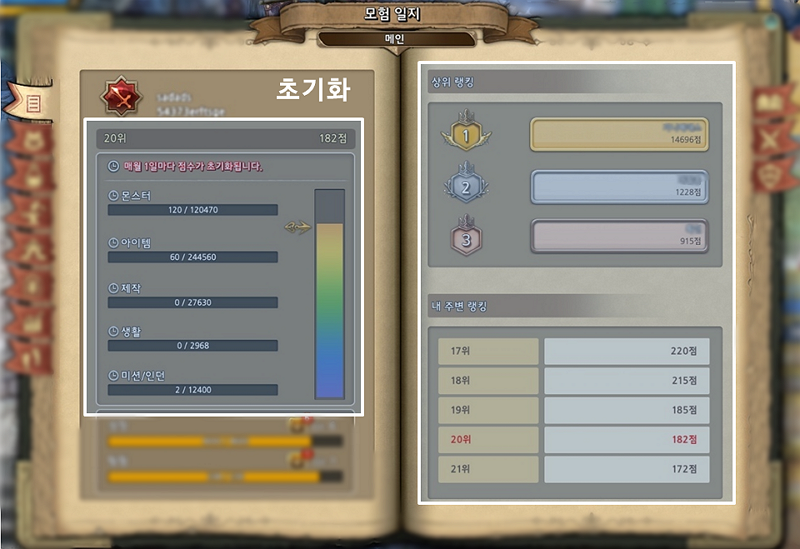 모험 일지
메인
초기화
sadads
20위
182점
매월 1일마다 점수가 초기화됩니다.
몬스터
120 / 120470
아이템
60 / 244560
제작
0 / 27630
생활
0 / 2968
미션/인던
2 / 12400
상위 랭킹
1
14696점
2
1228점
3
915점
내 주변 랭킹
17위 220점
18위 215점
19위 185점
20위 182점
21위 172점